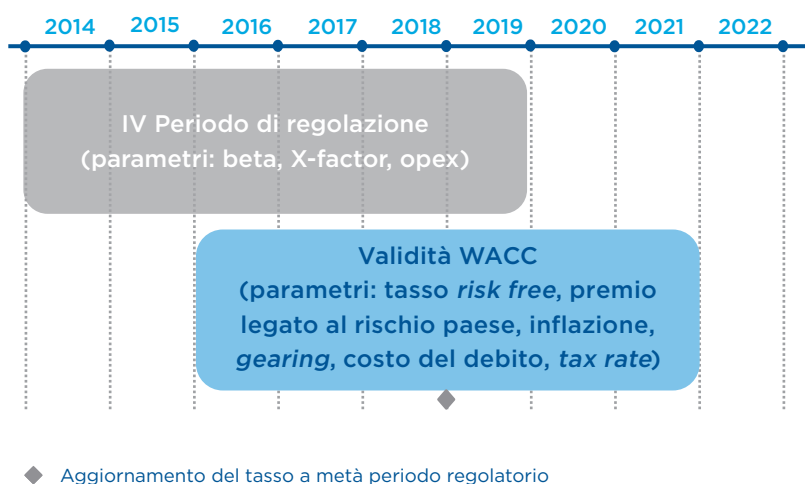 2014 2015 2016 2017 2018 2019 2020 2021 2022
IV Periodo di regolazione
(parametri: beta, X-factor, opex)
Validità WACC
(parametri: tasso risk free, premio
legato al rischio paese, inflazione,
gearing, costo del debito, tax rate)
Aggiornamento del tasso a metà periodo regolatorio